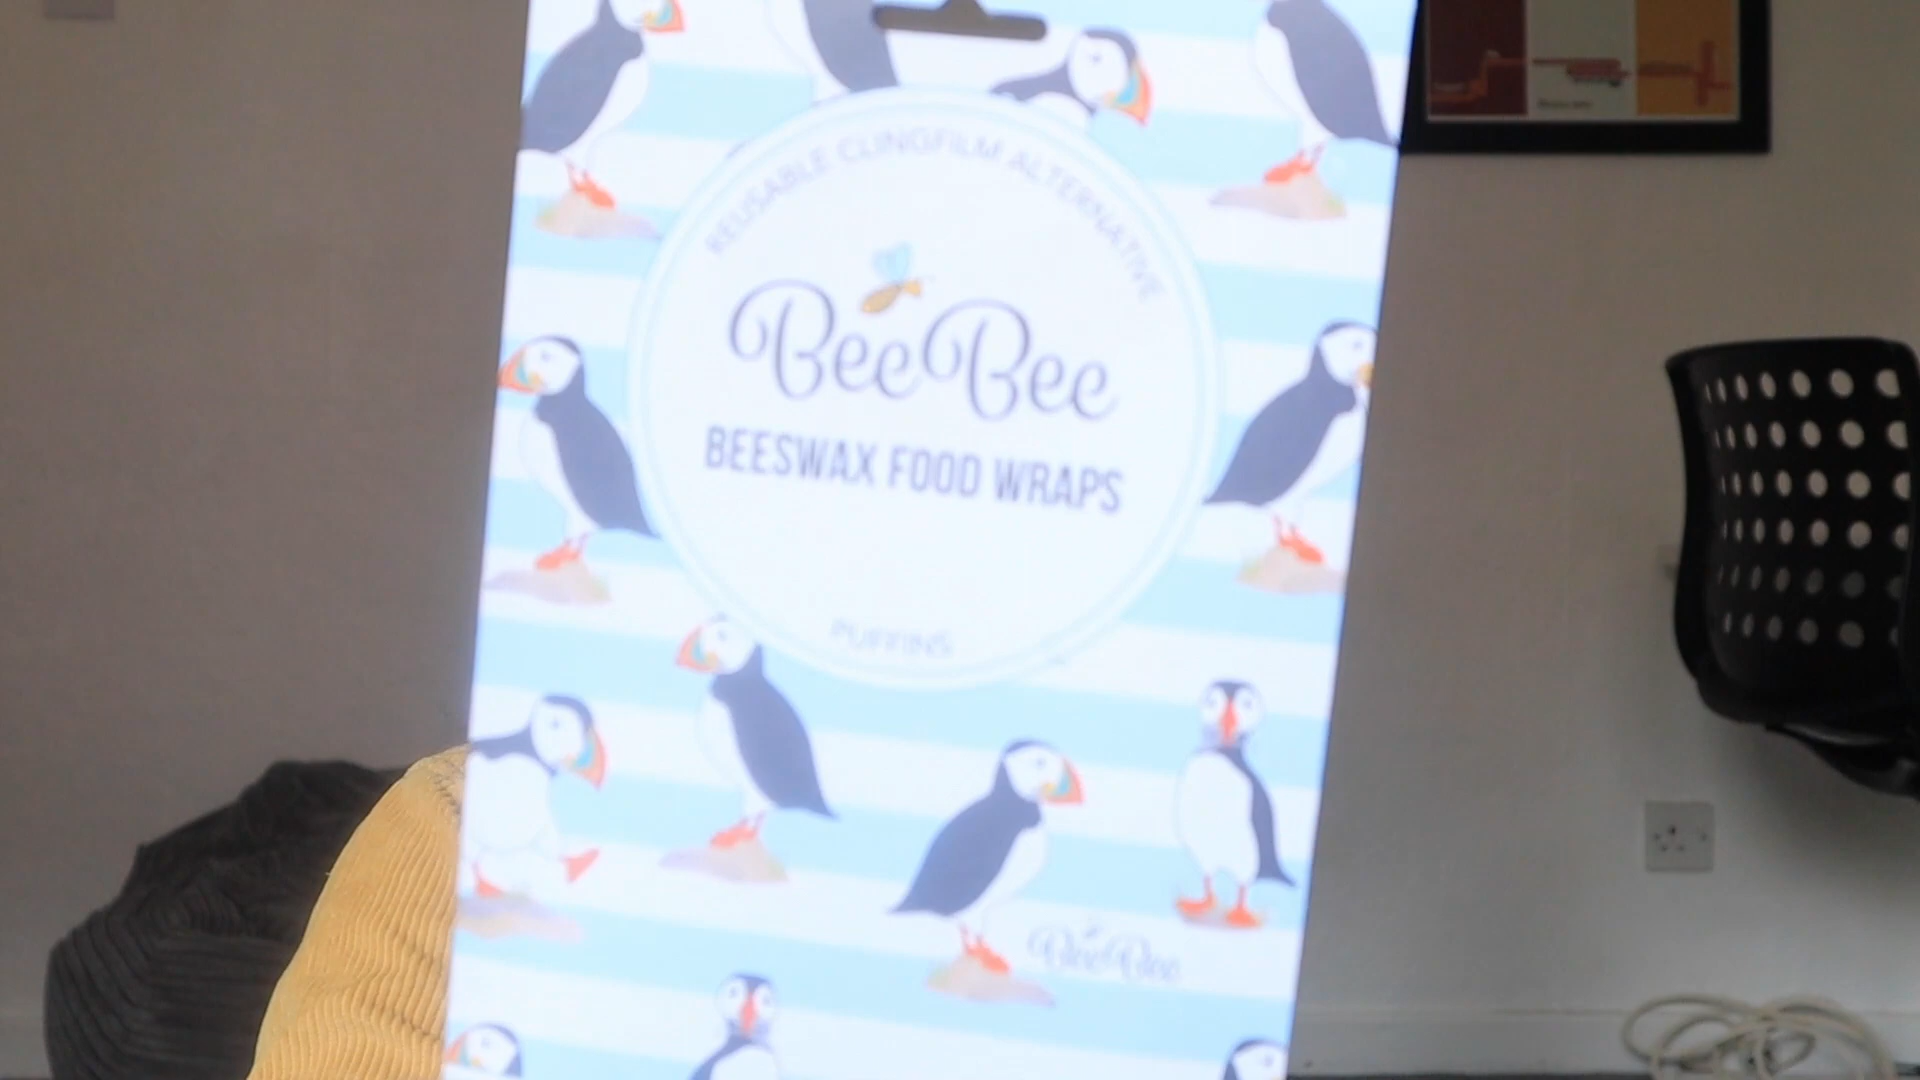 REUSABLE CLINGFILM ALTERNATIVE
BeeBee
BEESWAX FOOD WRAPS
PUFFINS
BeeBee